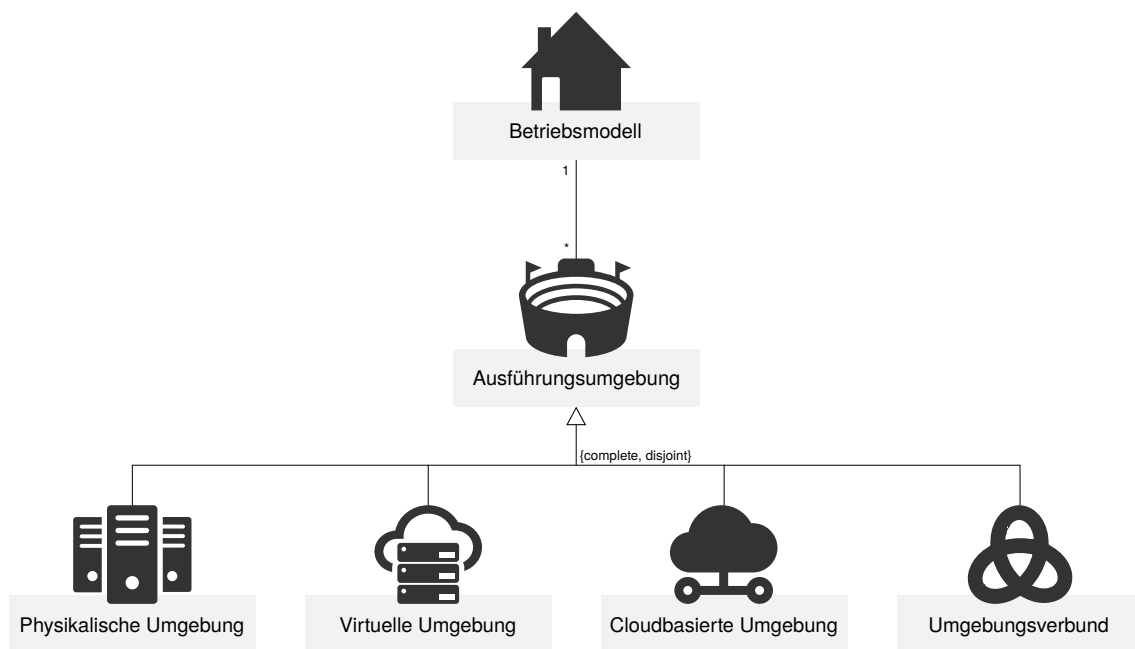 Betriebsmodell
1
*
Ausführungsumgebung
{complete, disjoint}
Physikalische Umgebung
Virtuelle Umgebung
Cloudbasierte Umgebung
Umgebungsverbund